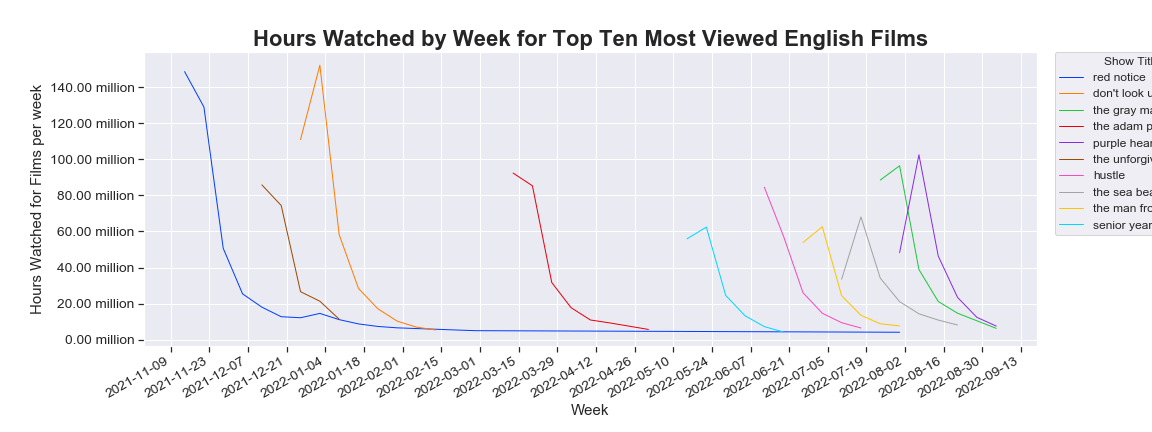 Hours Watched by Week for Top Ten Most Viewed English Films
Hours Watched for Films per week
140.00 million
120.00 million
100.00 million
80.00 million
60.00 million
40.00 million
20.00 million
0.00 million
2021-11-09
2021-11-23
2021-12-07
2021-12-21
2022-01-04
2022-01-18
2022-02-01
2022-02-15
2022-03-01
2022-03-15
2022-03-29
2022-04-12
2022-04-26
2022-05-10
2022-05-24
2022-06-07
2022-06-21
2022-07-05
2022-07-19
2022-08-02
2022-08-16
2022-08-30
2022-09-13
Week
Show Titl
red notice
don't look u
the gray ma
the adam p
purple hear
the unforgiv
hustle
the sea bea
the man fro
senior year